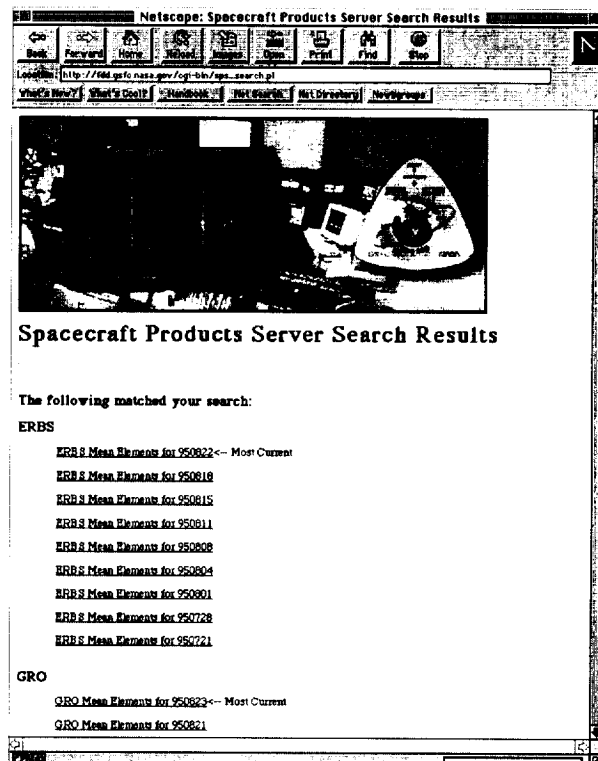 Netscape: Spacecraft Products Server Search Results
Back Forward Home Reload Images Open Print Find Stop
Location: http://fdd.gsfc.nasa.gov/cgi-bin/sps_search.pl
What's New? What's Cool? Handbook Net Search Net Directory Newsgroups
N
Spacecraft Products Server Search Results
The following matched your search:
ERBS
ERBS Mean Elements for 950822<-- Most Current
ERBS Mean Elements for 950818
ERBS Mean Elements for 950815
ERBS Mean Elements for 950811
ERBS Mean Elements for 950808
ERBS Mean Elements for 950804
ERBS Mean Elements for 950801
ERBS Mean Elements for 950728
ERBS Mean Elements for 950721
GRO
GRO Mean Elements for 950823<-- Most Current
GRO Mean Elements for 950821